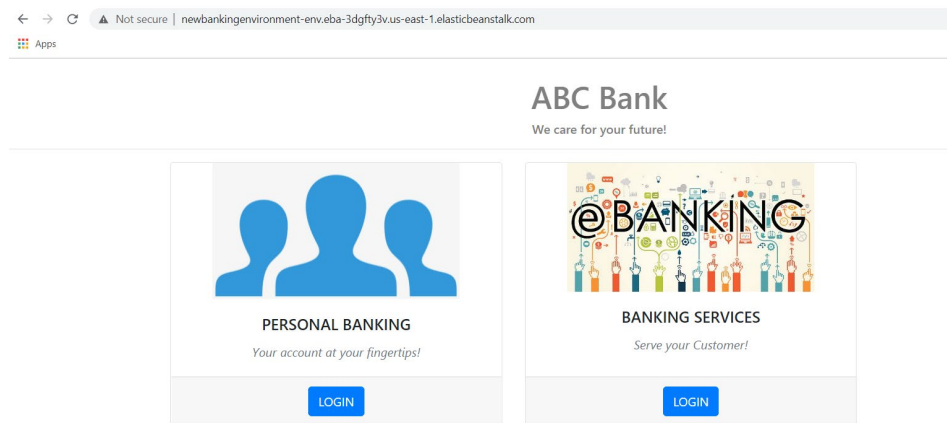 Not secure | newbankingenvironment-env.eba-3dgfty3v.us-east-1.elasticbeanstalk.com
Apps
ABC Bank
We care for your future!
eBANKING
PERSONAL BANKING
Your account at your fingertips!
LOGIN
BANKING SERVICES
Serve your Customer!
LOGIN